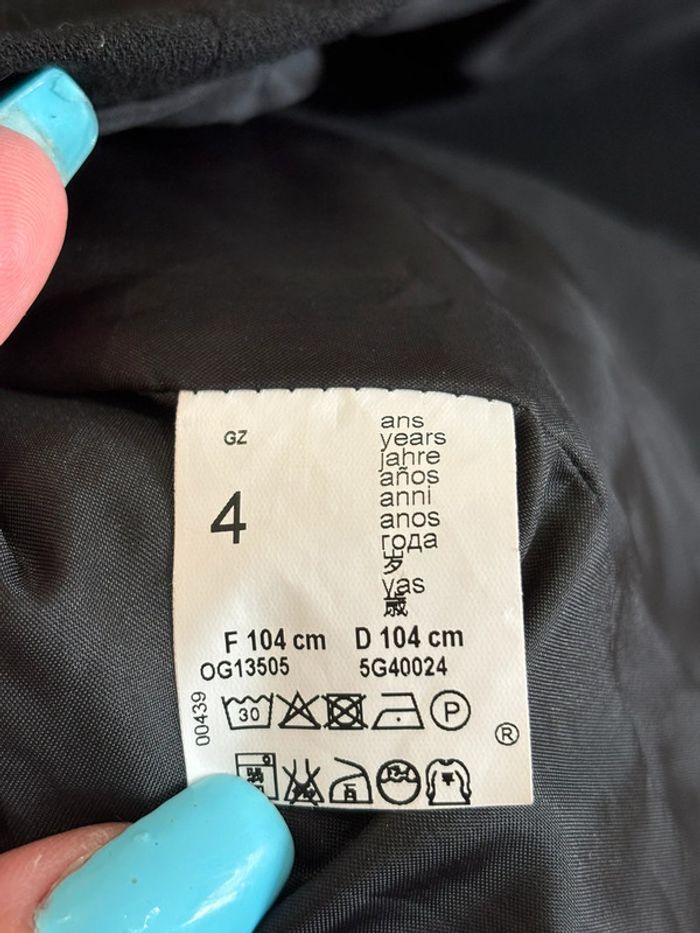 GZ
4
ans
years
jahre
años
anni
anos
года
岁
yas
歳
F 104 cm D 104 cm
OG13505 5G40024
00439
30 P
®